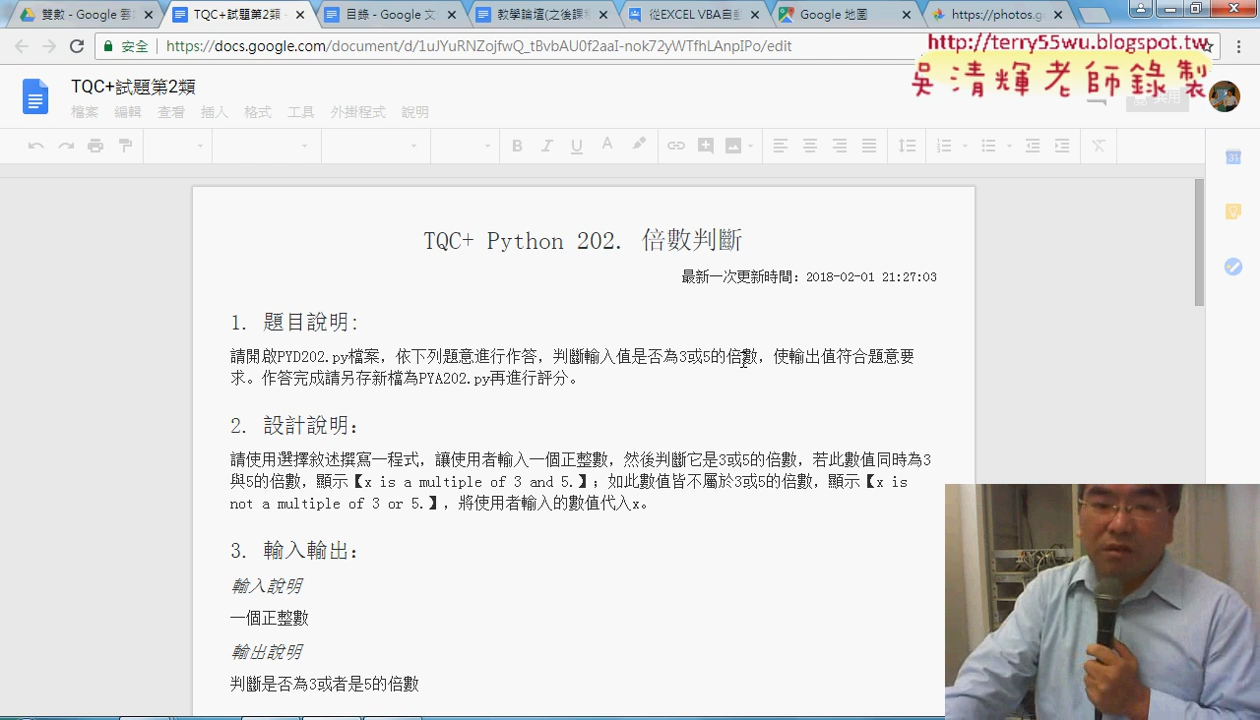 雙數 - Google 雲
TQC+試題第2類
目錄 - Google 文
教學論壇(之後課
從EXCEL VBA自動
Google 地圖
https://photos.g
安全
https://docs.google.com/document/d/1uJYuRNZojfwQ_tBvbAU0f2aaI-nok72yWTfhLAnpIPo/edit
http://terry55wu.blogspot.tw
吳清輝老師錄製
TQC+試題第2類
檔案 編輯 查看 插入 格式 工具 外掛程式 說明
共用
TQC+ Python 202. 倍數判斷
最新一次更新時間: 2018-02-01 21:27:03
1. 題目說明:
請開啟PYD202.py檔案，依下列題意進行作答，判斷輸入值是否為3或5的倍數，使輸出值符合題意要
求。作答完成請另存新檔為PYA202.py再進行評分。
2. 設計說明：
請使用選擇敘述撰寫一程式，讓使用者輸入一個正整數，然後判斷它是3或5的倍數，若此數值同時為3
與5的倍數，顯示【x is a multiple of 3 and 5.】；如此數值皆不屬於3或5的倍數，顯示【x is
not a multiple of 3 or 5.】，將使用者輸入的數值代入x。
3. 輸入輸出：
輸入說明
一個正整數
輸出說明
判斷是否為3或者是5的倍數